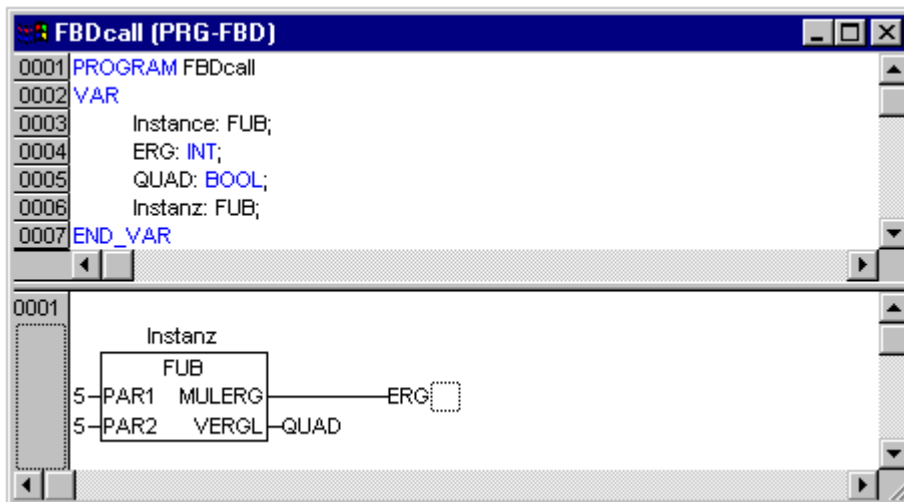 FBDcall (PRG-FBD)
0001 PROGRAM FBDcall
0002 VAR
0003 Instance: FUB;
0004 ERG: INT;
0005 QUAD: BOOL;
0006 Instanz: FUB;
0007 END_VAR
0001
Instanz
FUB
5 PAR1 MULERG ERG
5 PAR2 VERGL QUAD